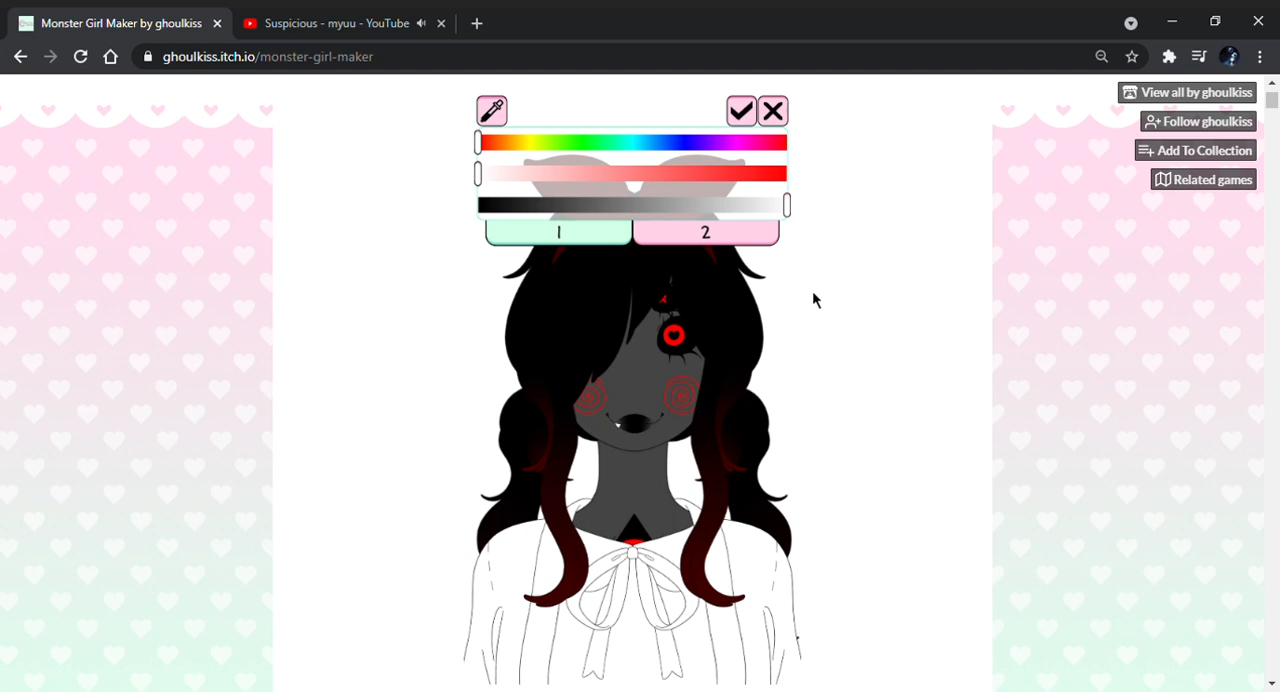 Monster Girl Maker by ghoulkiss
Suspicious - myuu - YouTube
ghoulkiss.itch.io/monster-girl-maker
View all by ghoulkiss
Follow ghoulkiss
Add To Collection
Related games
1
2